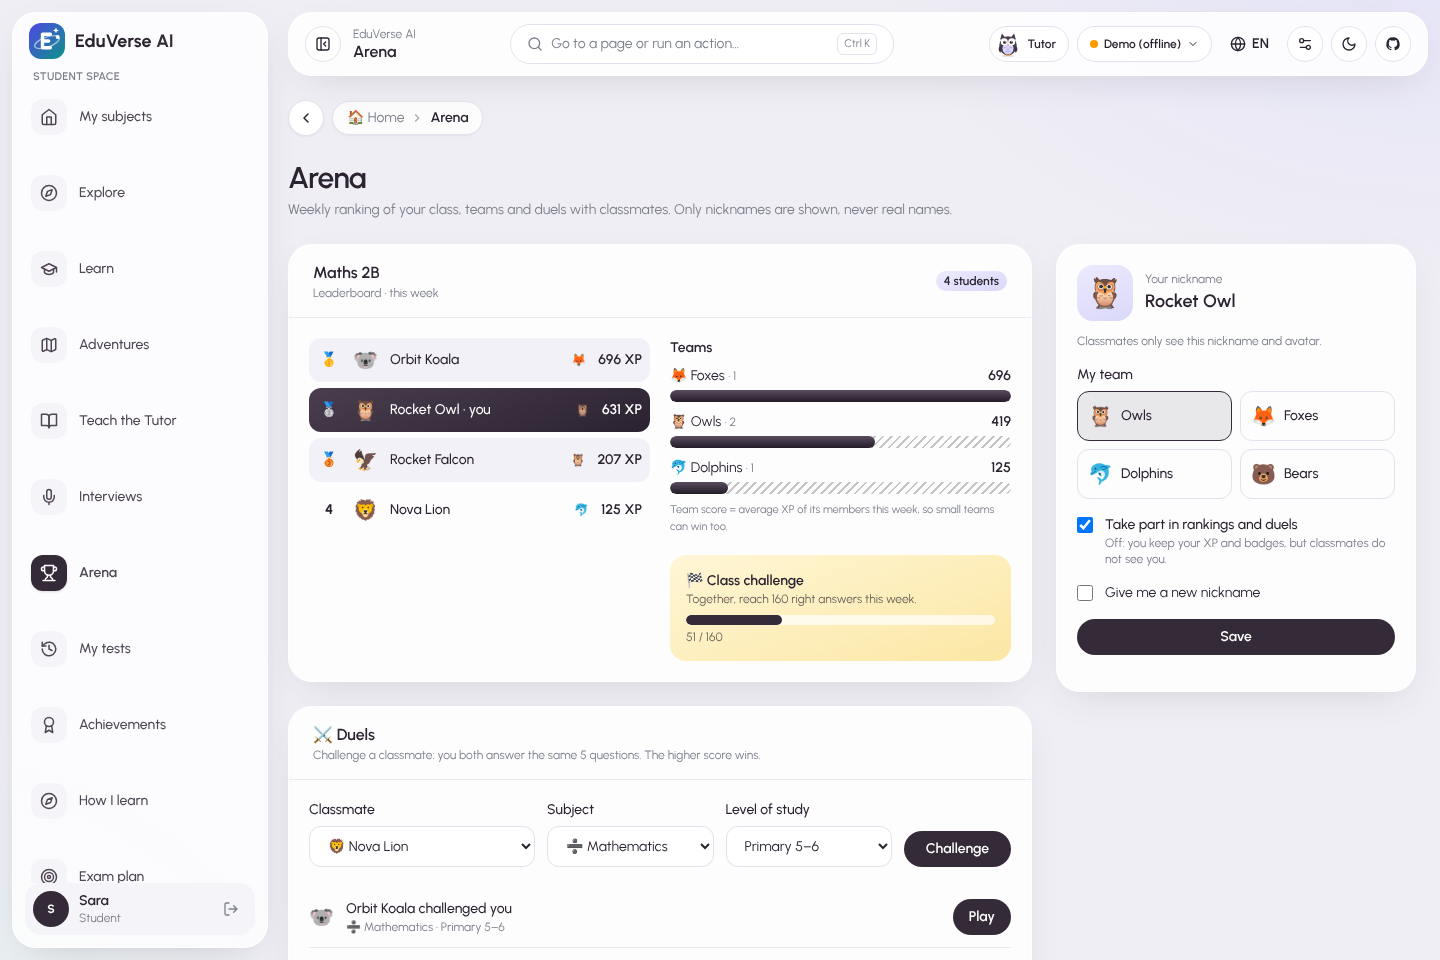 EduVerse AI
STUDENT SPACE
My subjects
Explore
Learn
Adventures
Teach the Tutor
Interviews
Arena
My tests
Achievements
How I learn
Exam plan
S
Sara
Student
EduVerse AI
Arena
Go to a page or run an action...
Ctrl K
Tutor
Demo (offline)
EN
Home
Arena
Arena
Weekly ranking of your class, teams and duels with classmates. Only nicknames are shown, never real names.
Maths 2B
Leaderboard · this week
4 students
Orbit Koala 696 XP
Rocket Owl · you 631 XP
Rocket Falcon 207 XP
4 Nova Lion 125 XP
Teams
Foxes · 1 696
Owls · 2 419
Dolphins · 1 125
Team score = average XP of its members this week, so small teams
can win too.
Class challenge
Together, reach 160 right answers this week.
51 / 160
Your nickname
Rocket Owl
Classmates only see this nickname and avatar.
My team
Owls
Foxes
Dolphins
Bears
Take part in rankings and duels
Off: you keep your XP and badges, but classmates do
not see you.
Give me a new nickname
Save
Duels
Challenge a classmate: you both answer the same 5 questions. The higher score wins.
Classmate
Subject
Level of study
Nova Lion
Mathematics
Primary 5–6
Challenge
Orbit Koala challenged you
Mathematics · Primary 5–6
Play